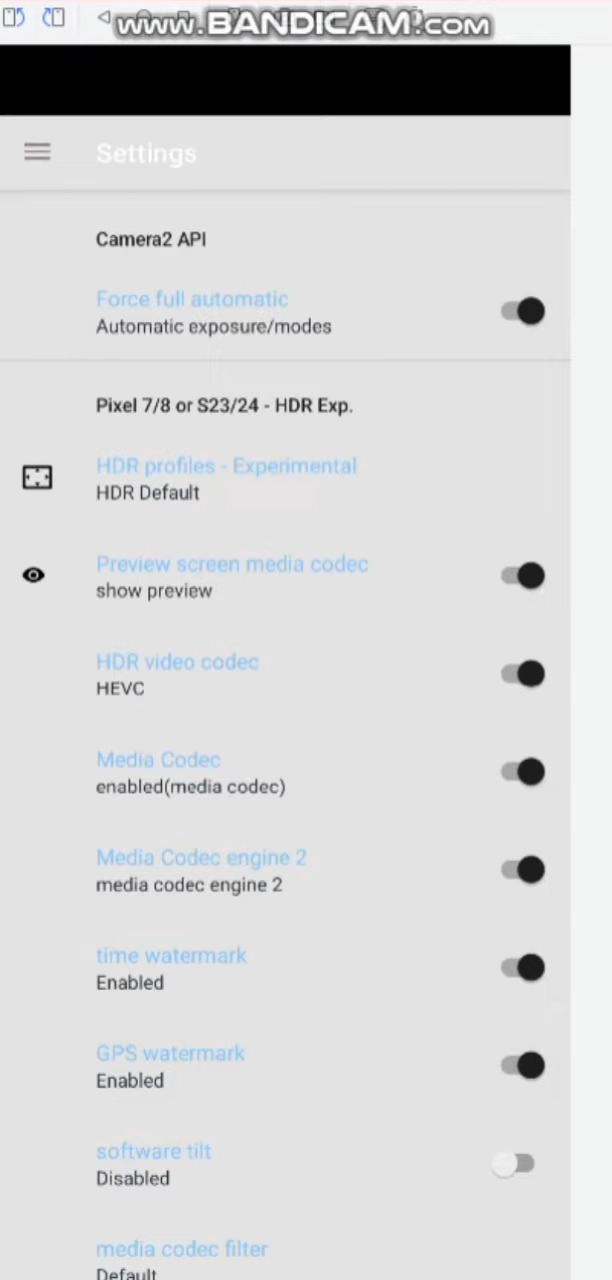 www.BANDICAM.com
Settings
Camera2 API
Force full automatic
Automatic exposure/modes
Pixel 7/8 or S23/24 - HDR Exp.
HDR profiles - Experimental
HDR Default
Preview screen media codec
show preview
HDR video codec
HEVC
Media Codec
enabled(media codec)
Media Codec engine 2
media codec engine 2
time watermark
Enabled
GPS watermark
Enabled
software tilt
Disabled
media codec filter
Default